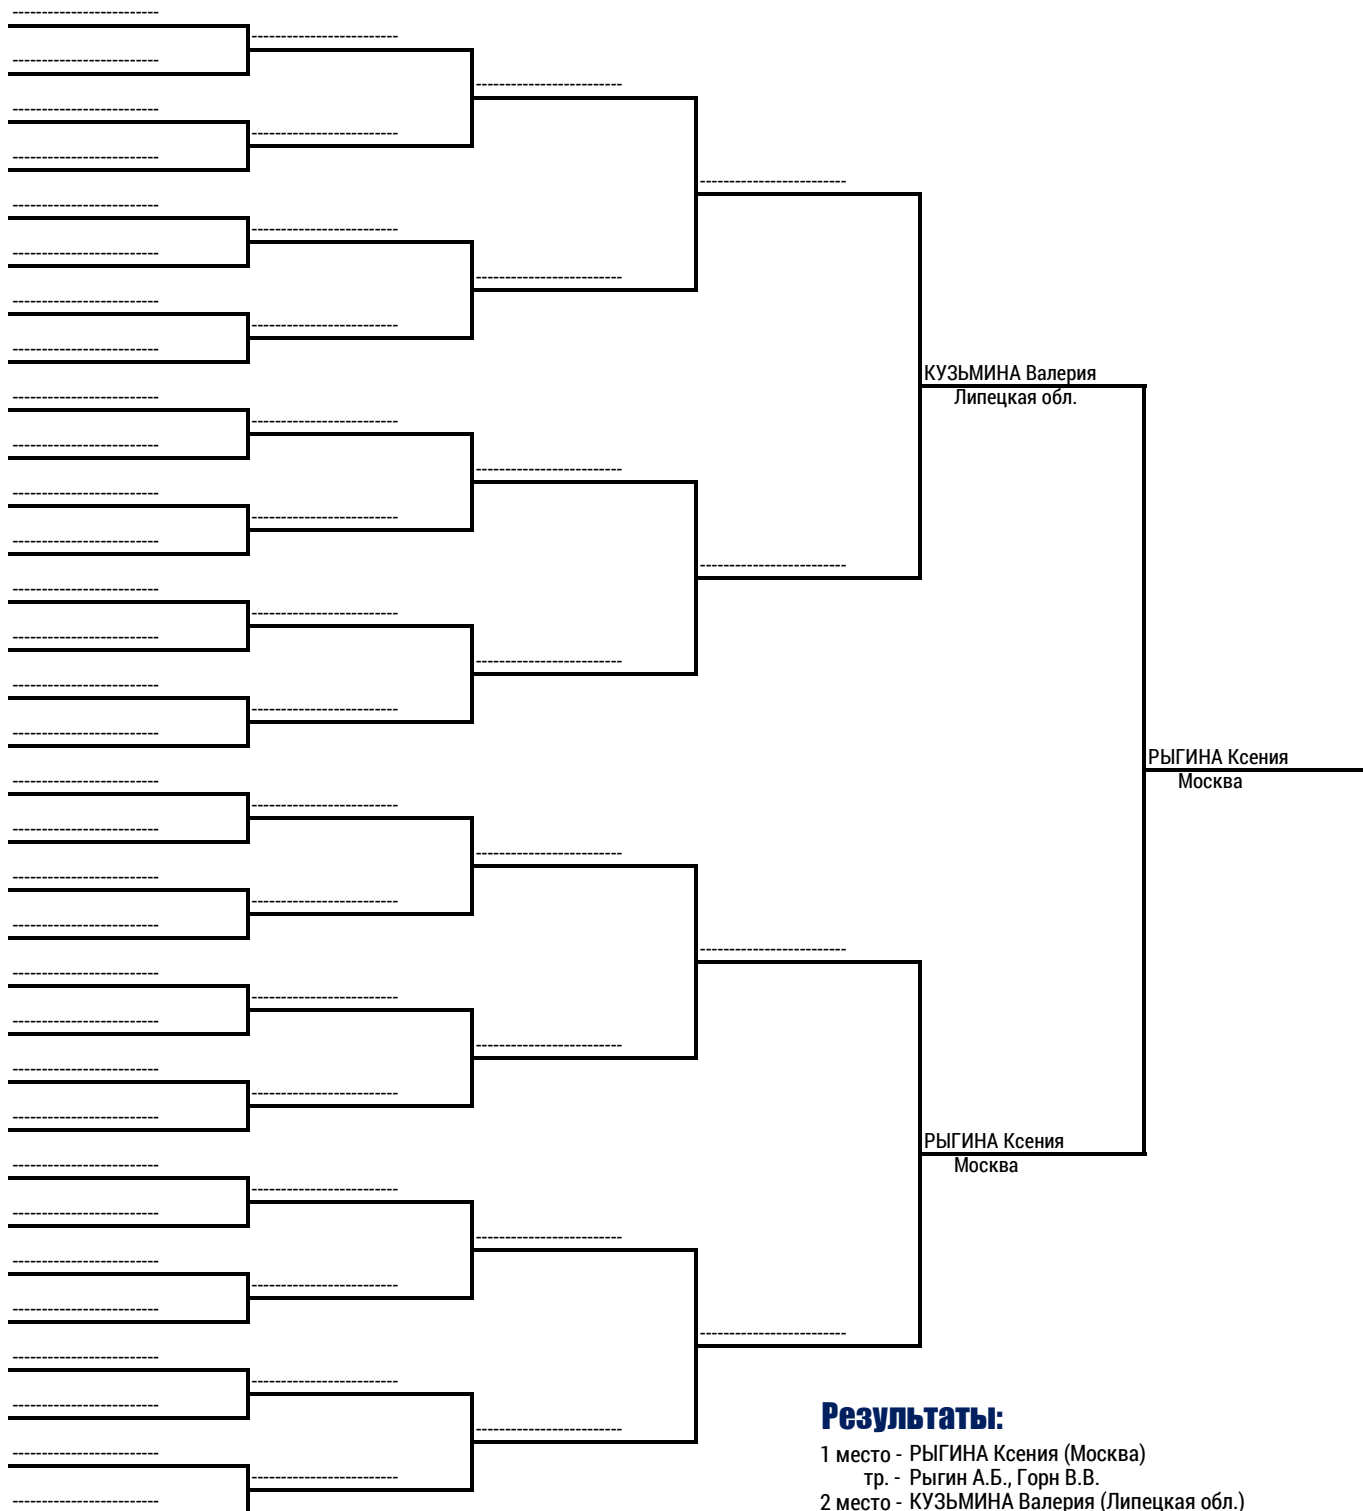 КУЗЬМИНА Валерия
Липецкая обл.
РЫГИНА Ксения
Москва
РЫГИНА Ксения
Москва
Результаты:
1 место - РЫГИНА Ксения (Москва)
тр. - Рыгин А.Б., Горн В.В.
2 место - КУЗЬМИНА Валерия (Липецкая обл.)